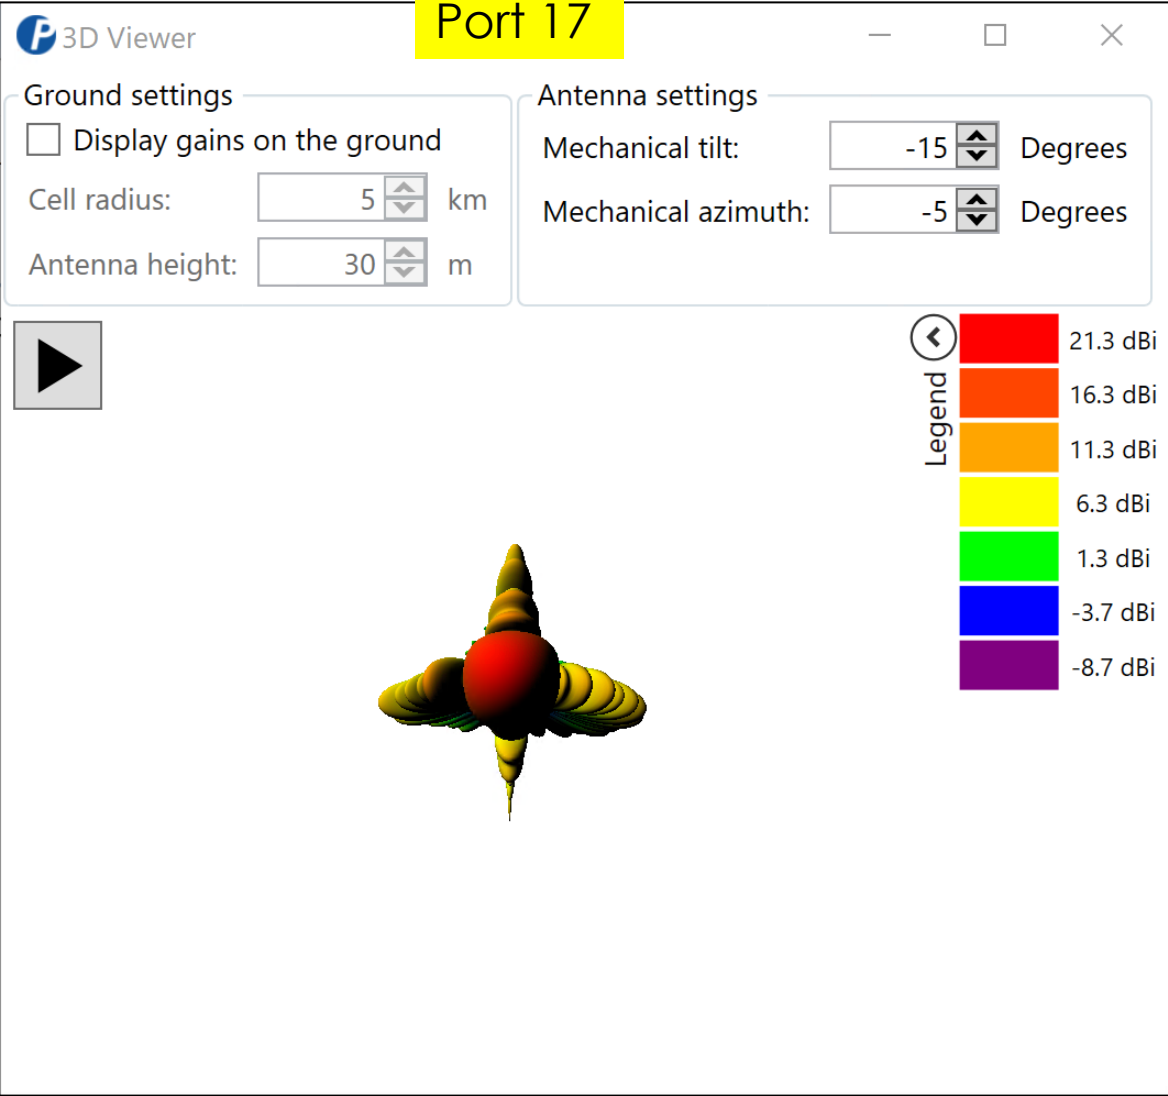 Port 17
P 3D Viewer
Ground settings
Display gains on the ground
Cell radius: 5 km
Antenna height: 30 m
Antenna settings
Mechanical tilt: -15 Degrees
Mechanical azimuth: -5 Degrees
Legend
21.3 dBi
16.3 dBi
11.3 dBi
6.3 dBi
1.3 dBi
-3.7 dBi
-8.7 dBi